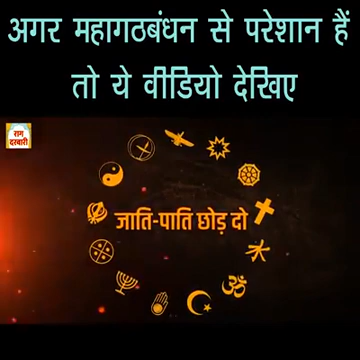 अगर महागठबंधन से परेशान हैं
तो ये वीडियो देखिए
राग
दरबारी
जाति-पाति छोड़ दो